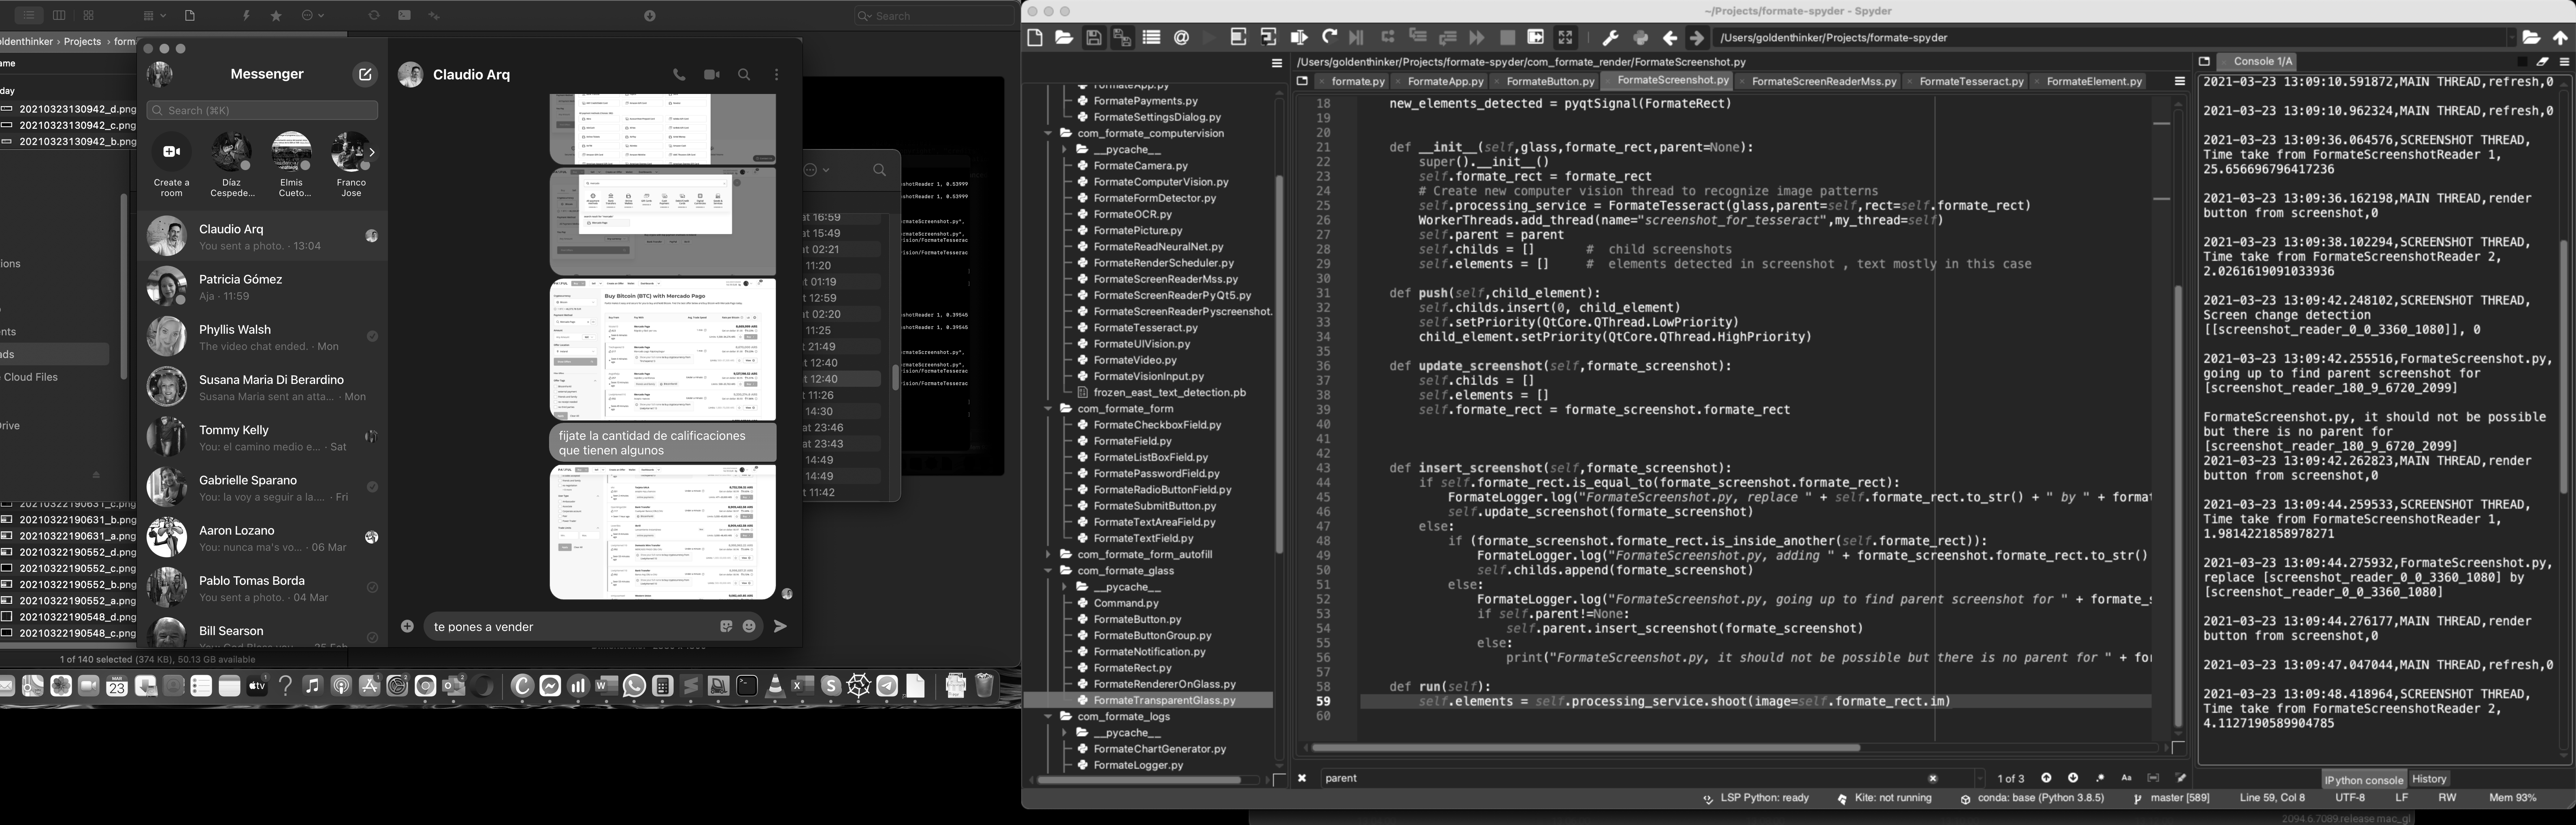 Search
oldenthinker › Projects › form
ame
day
20210323130942_d.png
20210323130942_c.png
20210323130942_b.png
ions
ents
ads
Cloud Files
rive
20210322190631_c.png
20210322190631_b.png
20210322190631_a.png
20210322190552_d.png
20210322190552_c.png
20210322190552_b.png
20210322190552_a.png
20210322190548_d.png
20210322190548_c.png
1 of 140 selected (374 KB), 50.13 GB available
Messenger
Search (⌘K)
Create a room
Díaz Cespede...
Elmis Cueto...
Franco Jose
Claudio Arq
You sent a photo. · 13:04
Patricia Gómez
Aja · 11:59
Phyllis Walsh
The video chat ended. · Mon
Susana Maria Di Berardino
Susana Maria sent an atta... · Mon
Tommy Kelly
You: el camino medio e... · Sat
Gabrielle Sparano
You: la voy a seguir a la.... · Fri
Aaron Lozano
You: nunca ma's vo... · 06 Mar
Pablo Tomas Borda
You sent a photo. · 04 Mar
Bill Searson
Claudio Arq
Buy Bitcoin (BTC) with Mercado Pago
fijate la cantidad de calificaciones
que tienen algunos
te pones a vender
at 16:59
at 15:49
at 02:21
11:20
at 01:19
12:59
at 02:20
11:25
at 21:49
12:40
at 12:40
11:26
14:30
at 23:46
at 23:43
14:49
14:49
11:42
MAR
23
~/Projects/formate-spyder - Spyder
/Users/goldenthinker/Projects/formate-spyder
FormateApp.py
FormatePayments.py
FormateSettingsDialog.py
com_formate_computervision
__pycache__
FormateCamera.py
FormateComputerVision.py
FormateFormDetector.py
FormateOCR.py
FormatePicture.py
FormateReadNeuralNet.py
FormateRenderScheduler.py
FormateScreenReaderMss.py
FormateScreenReaderPyQt5.py
FormateScreenReaderPyscreenshot.
FormateTesseract.py
FormateUIVision.py
FormateVideo.py
FormateVisionInput.py
frozen_east_text_detection.pb
com_formate_form
FormateCheckboxField.py
FormateField.py
FormateListBoxField.py
FormatePasswordField.py
FormateRadioButtonField.py
FormateSubmitButton.py
FormateTextAreaField.py
FormateTextField.py
com_formate_form_autofill
com_formate_glass
__pycache__
Command.py
FormateButton.py
FormateButtonGroup.py
FormateNotification.py
FormateRect.py
FormateRendererOnGlass.py
FormateTransparentGlass.py
com_formate_logs
__pycache__
FormateChartGenerator.py
FormateLogger.py
/Users/goldenthinker/Projects/formate-spyder/com_formate_render/FormateScreenshot.py
formate.py FormateApp.py FormateButton.py FormateScreenshot.py FormateScreenReaderMss.py FormateTesseract.py FormateElement.py
18 new_elements_detected = pyqtSignal(FormateRect)
19
20
21 def __init__(self,glass,formate_rect,parent=None):
22 super().__init__()
23 self.formate_rect = formate_rect
24 # Create new computer vision thread to recognize image patterns
25 self.processing_service = FormateTesseract(glass,parent=self,rect=self.formate_rect)
26 WorkerThreads.add_thread(name="screenshot_for_tesseract",my_thread=self)
27 self.parent = parent
28 self.childs = [] # child screenshots
29 self.elements = [] # elements detected in screenshot , text mostly in this case
30
31 def push(self,child_element):
32 self.childs.insert(0, child_element)
33 self.setPriority(QtCore.QThread.LowPriority)
34 child_element.setPriority(QtCore.QThread.HighPriority)
35
36 def update_screenshot(self,formate_screenshot):
37 self.childs = []
38 self.elements = []
39 self.formate_rect = formate_screenshot.formate_rect
40
41
42
43 def insert_screenshot(self,formate_screenshot):
44 if self.formate_rect.is_equal_to(formate_screenshot.formate_rect):
45 FormateLogger.log("FormateScreenshot.py, replace " + self.formate_rect.to_str() + " by " + format
46 self.update_screenshot(formate_screenshot)
47 else:
48 if (formate_screenshot.formate_rect.is_inside_another(self.formate_rect)):
49 FormateLogger.log("FormateScreenshot.py, adding " + formate_screenshot.formate_rect.to_str()
50 self.childs.append(formate_screenshot)
51 else:
52 FormateLogger.log("FormateScreenshot.py, going up to find parent screenshot for " + formate_s
53 if self.parent!=None:
54 self.parent.insert_screenshot(formate_screenshot)
55 else:
56 print("FormateScreenshot.py, it should not be possible but there is no parent for " + for
57
58 def run(self):
59 self.elements = self.processing_service.shoot(image=self.formate_rect.im)
60
parent
1 of 3
Aa
Console 1/A
2021-03-23 13:09:10.591872,MAIN THREAD,refresh,0
2021-03-23 13:09:10.962324,MAIN THREAD,refresh,0
2021-03-23 13:09:36.064576,SCREENSHOT THREAD,
Time take from FormateScreenshotReader 1,
25.656696796417236
2021-03-23 13:09:36.162198,MAIN THREAD,render
button from screenshot,0
2021-03-23 13:09:38.102294,SCREENSHOT THREAD,
Time take from FormateScreenshotReader 2,
2.0261619091033936
2021-03-23 13:09:42.248102,SCREENSHOT THREAD,
Screen change detection
[[screenshot_reader_0_0_3360_1080]], 0
2021-03-23 13:09:42.255516,FormateScreenshot.py,
going up to find parent screenshot for
[screenshot_reader_180_9_6720_2099]
FormateScreenshot.py, it should not be possible
but there is no parent for
[screenshot_reader_180_9_6720_2099]
2021-03-23 13:09:42.262823,MAIN THREAD,render
button from screenshot,0
2021-03-23 13:09:44.259533,SCREENSHOT THREAD,
Time take from FormateScreenshotReader 1,
1.9814221858978271
2021-03-23 13:09:44.275932,FormateScreenshot.py,
replace [screenshot_reader_0_0_3360_1080] by
[screenshot_reader_0_0_3360_1080]
2021-03-23 13:09:44.276177,MAIN THREAD,render
button from screenshot,0
2021-03-23 13:09:47.047044,MAIN THREAD,refresh,0
2021-03-23 13:09:48.418964,SCREENSHOT THREAD,
Time take from FormateScreenshotReader 2,
4.1127190589904785
IPython console History
LSP Python: ready Kite: not running conda: base (Python 3.8.5) master [589] Line 59, Col 8 UTF-8 LF RW Mem 93%
2094.6.7089.release.mac_gl